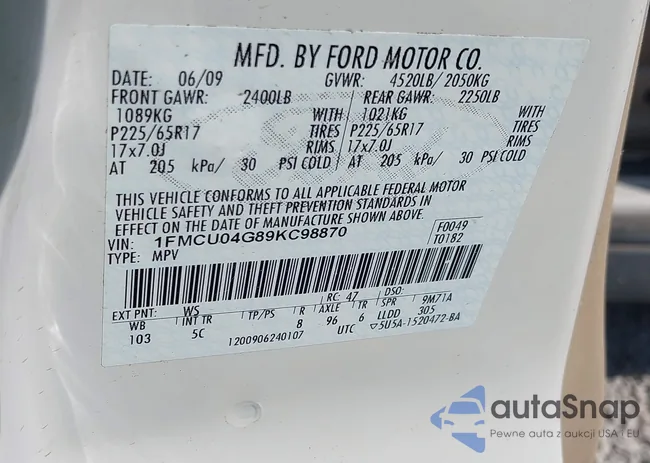 MFD. BY FORD MOTOR CO.
DATE: 06/09 GVWR: 4520LB/ 2050KG
FRONT GAWR: 2400LB REAR GAWR: 2250LB
1089KG WITH 1021KG WITH
P225/65R17 TIRES P225/65R17 TIRES
17x7.0J RIMS 17x7.0J RIMS
AT 205 kPa/ 30 PSI COLD AT 205 kPa/ 30 PSI COLD
THIS VEHICLE CONFORMS TO ALL APPLICABLE FEDERAL MOTOR
VEHICLE SAFETY AND THEFT PREVENTION STANDARDS IN
EFFECT ON THE DATE OF MANUFACTURE SHOWN ABOVE.
VIN: 1FMCU04G89KC98870 F0049
TYPE: MPV T0182
RC: 47 DSO:
EXT PNT: WS 9M71A
WB INT TR TP/PS R AXLE TR SPR
103 5C 8 96 6 LLDD 305
1200906240107 UTC 5U5A-1520472-BA
autaSnap
Pewne auta z aukcji USA i EU